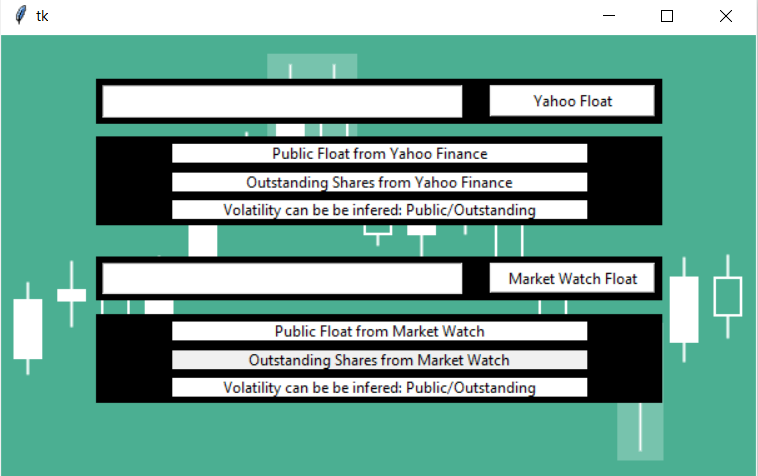 tk
Yahoo Float
Public Float from Yahoo Finance
Outstanding Shares from Yahoo Finance
Volatility can be be infered: Public/Outstanding
Market Watch Float
Public Float from Market Watch
Outstanding Shares from Market Watch
Volatility can be be infered: Public/Outstanding